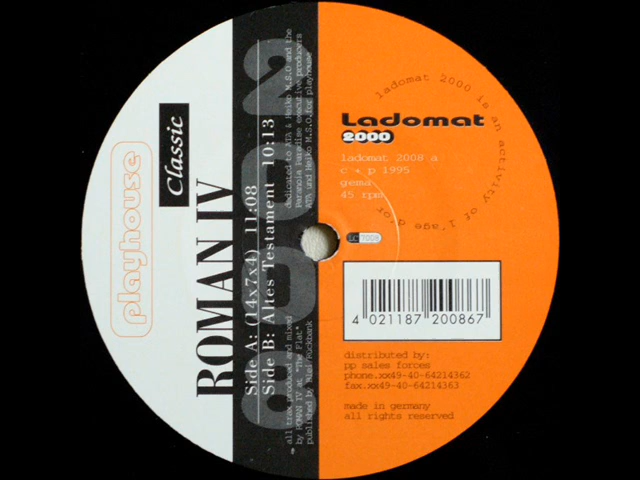 playhouse
Classic
ROMAN IV
Side A: (14x7x4) 11:08
Side B: Altes Testament 10:13
0002
dedicated to ATA & Heiko M.S.O and the
Paranoia Paradise executive producers
ATA und Heiko M.S.O.for playhouse
all trax produced and mixed
by ROMAN IV at "The Flat"
published by
ladomat 2000 is an activity of l'age d'or
Ladomat
2000
ladomat 2008 a
c + p 1995
gema
45 rpm
LC 7008
4 021187 200867
distributed by:
pp sales forces
phone.xx49-40-64214362
fax.xx49-40-64214363
made in germany
all rights reserved